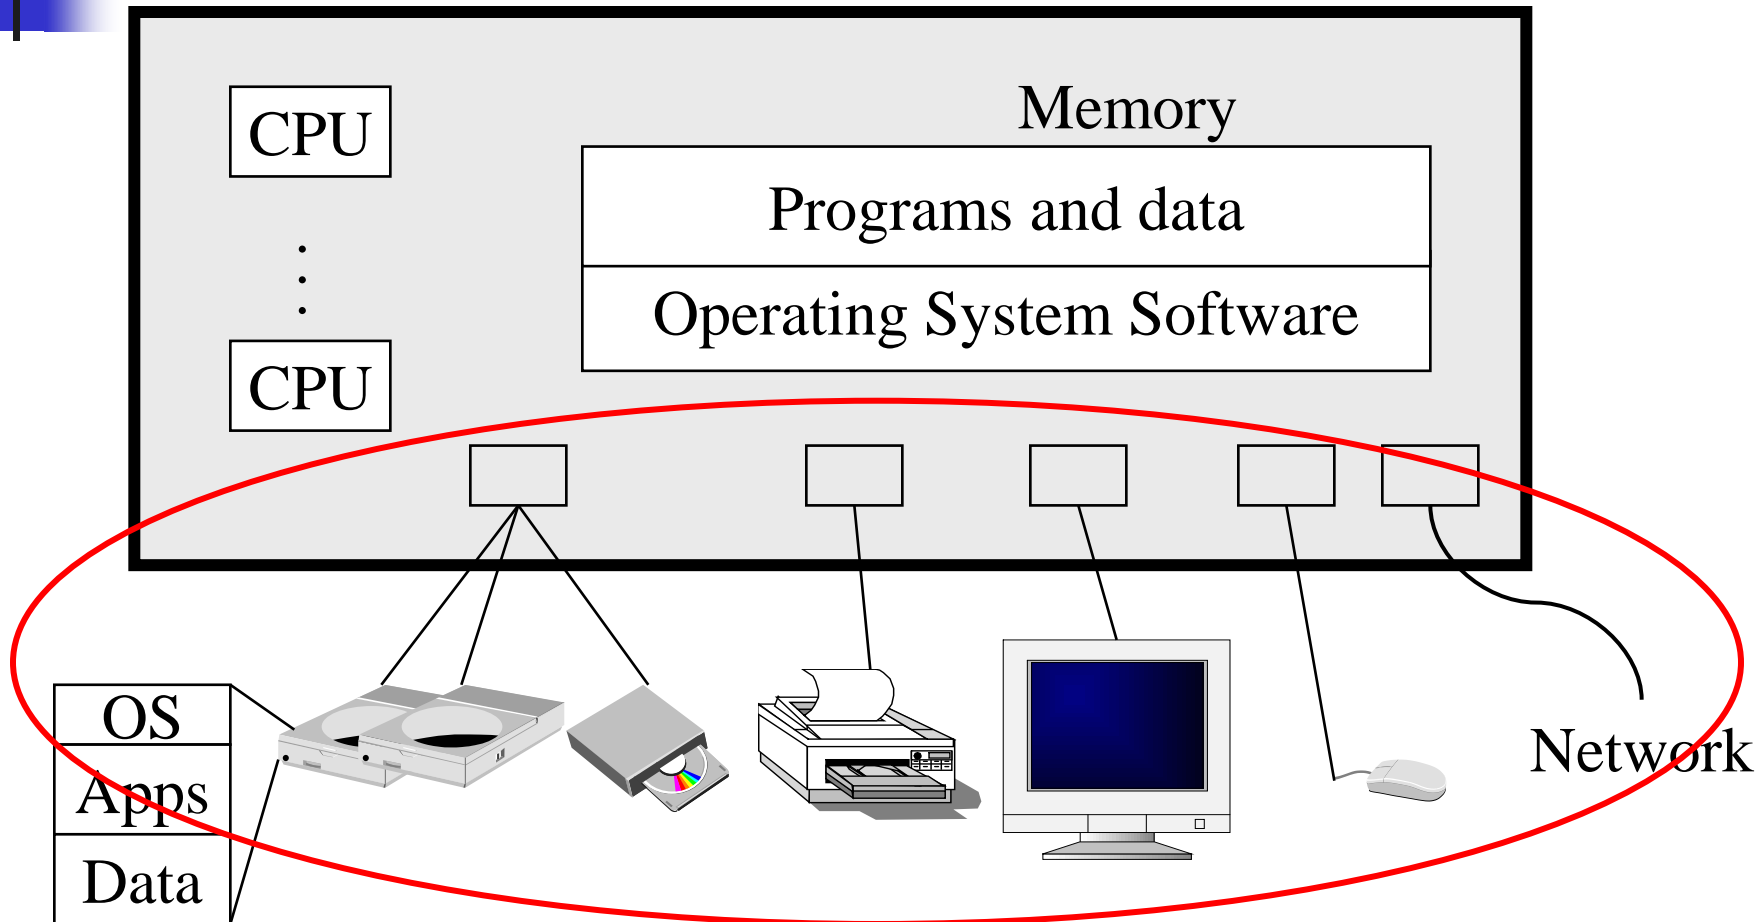 Memory
CPU
Programs and data
Operating System Software
CPU
OS
Apps
Data
Network